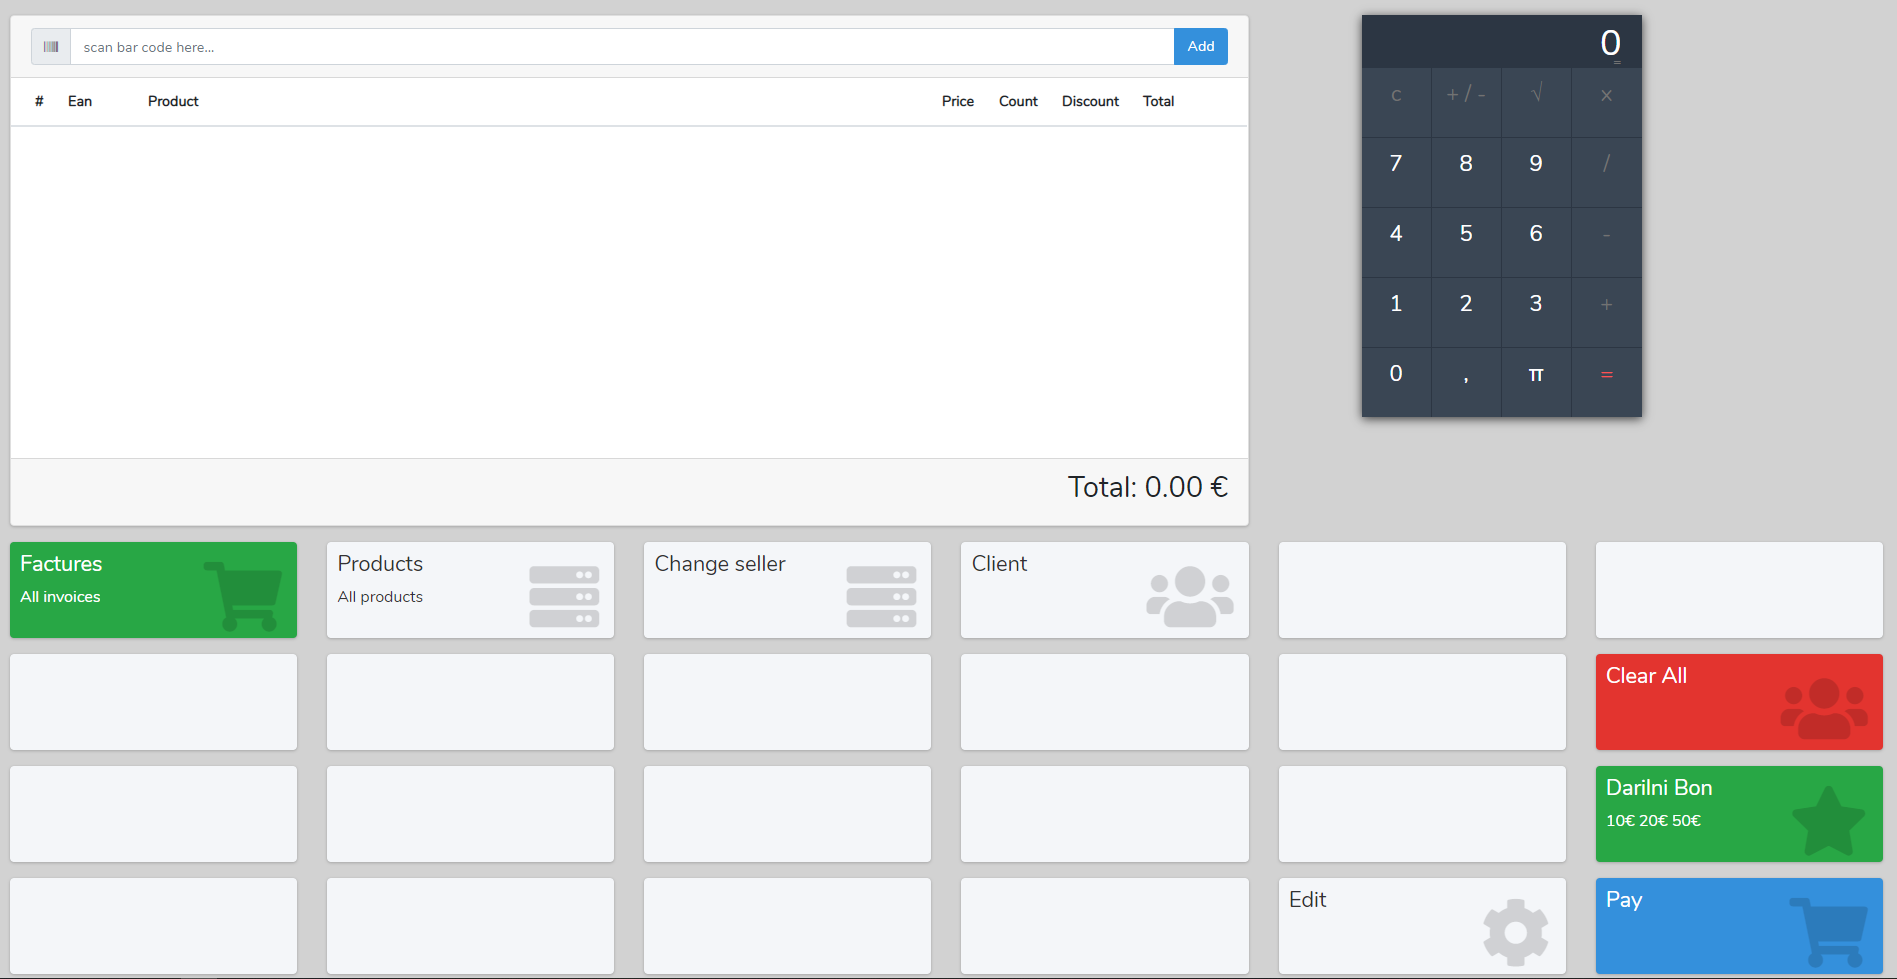 scan bar code here...
Add
# Ean Product Price Count Discount Total
Total: 0.00 €
0
=
c +/- √ x
7 8 9 /
4 5 6 -
1 2 3 +
0 , π =
Factures
All invoices
Products
All products
Change seller
Client
Clear All
Darilni Bon
10€ 20€ 50€
Edit
Pay